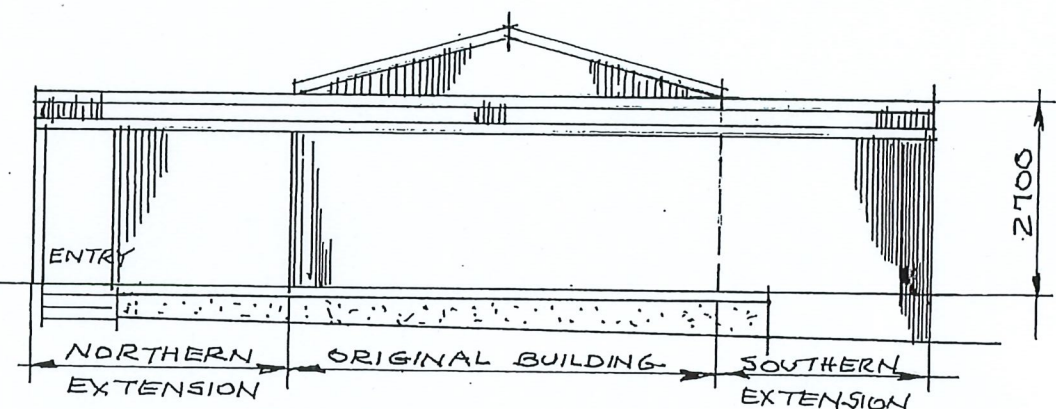 2700
ENTRY
NORTHERN
EXTENSION
ORIGINAL BUILDING
SOUTHERN
EXTENSION